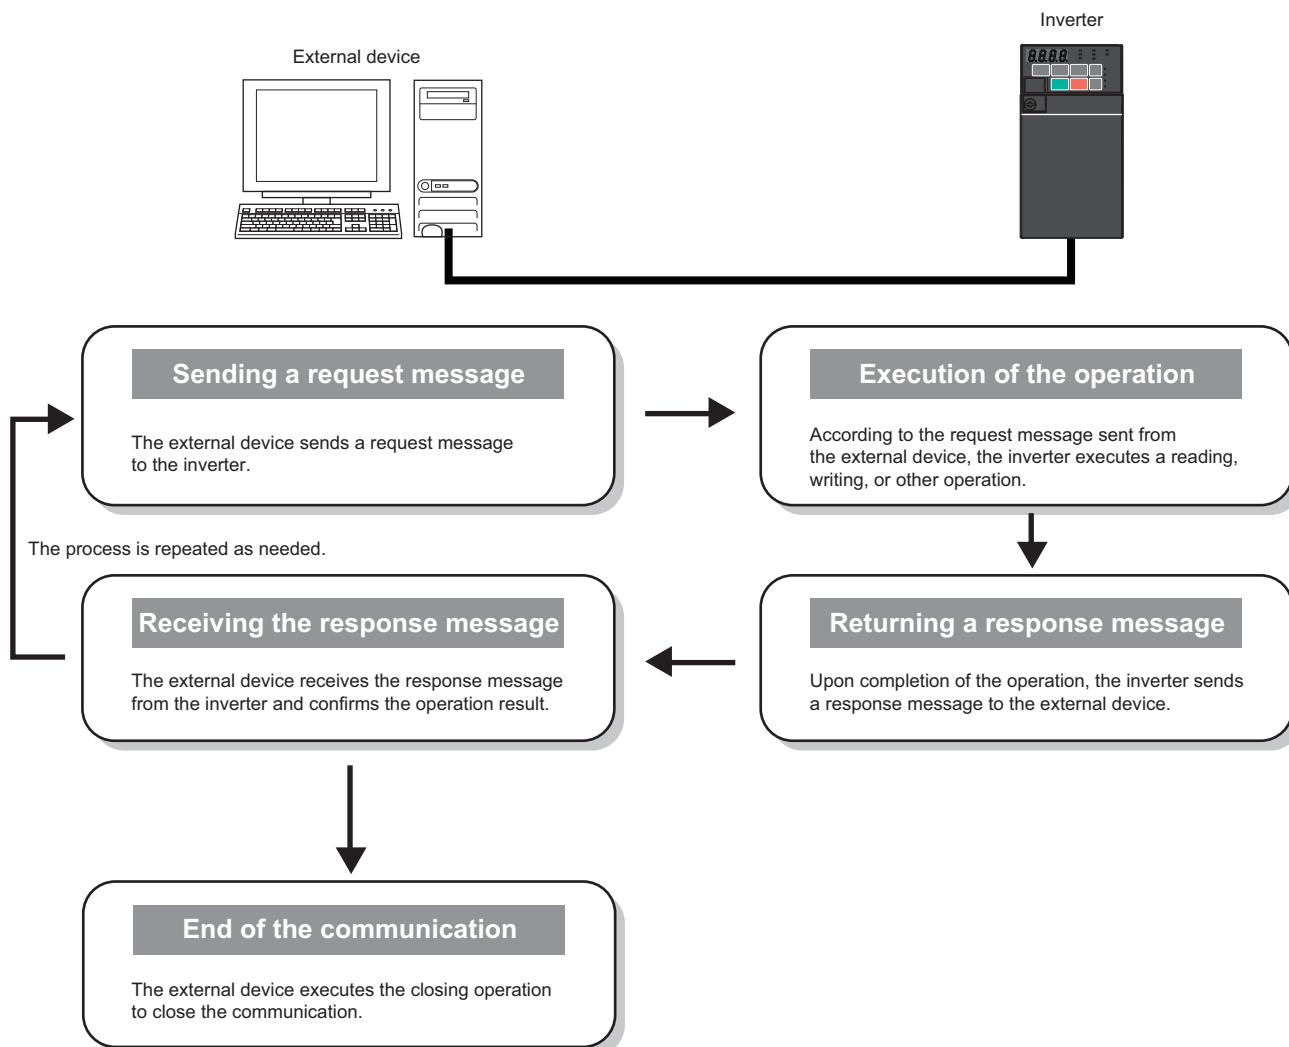 Inverter
External device
8.8.8.8.
Sending a request message
The external device sends a request message
to the inverter.
Execution of the operation
According to the request message sent from
the external device, the inverter executes a reading,
writing, or other operation.
The process is repeated as needed.
Receiving the response message
The external device receives the response message
from the inverter and confirms the operation result.
Returning a response message
Upon completion of the operation, the inverter sends
a response message to the external device.
End of the communication
The external device executes the closing operation
to close the communication.